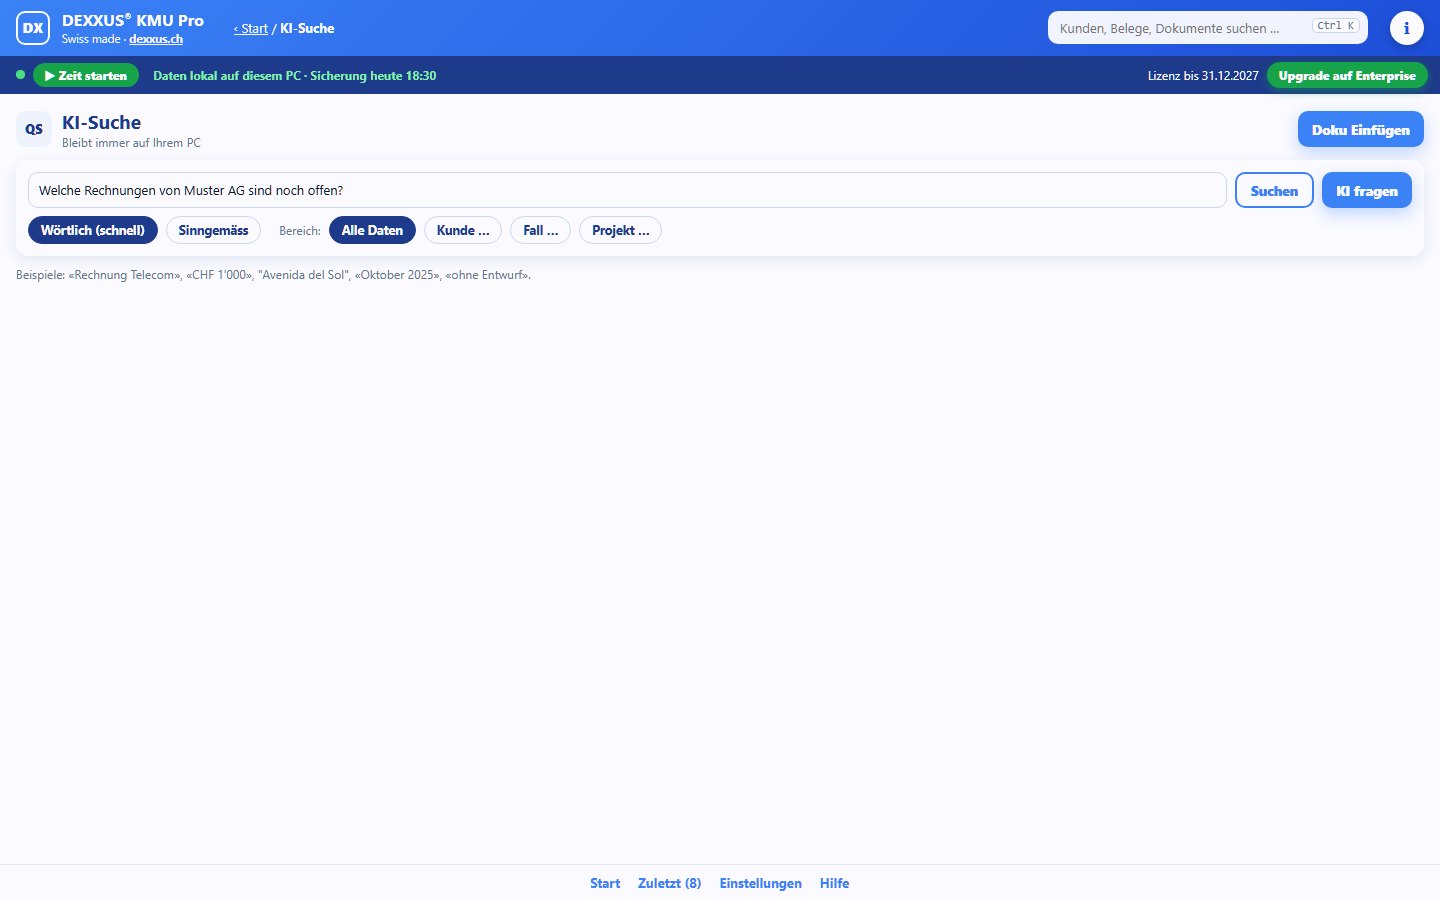 DX
DEXXUS® KMU Pro
Swiss made · dexxus.ch
‹ Start / KI-Suche
Kunden, Belege, Dokumente suchen ...
Ctrl K
i
▶ Zeit starten
Daten lokal auf diesem PC · Sicherung heute 18:30
Lizenz bis 31.12.2027
Upgrade auf Enterprise
QS
KI-Suche
Bleibt immer auf Ihrem PC
Doku Einfügen
Welche Rechnungen von Muster AG sind noch offen?
Suchen
KI fragen
Wörtlich (schnell)
Sinngemäss
Bereich:
Alle Daten
Kunde ...
Fall ...
Projekt ...
Beispiele: «Rechnung Telecom», «CHF 1'000», "Avenida del Sol", «Oktober 2025», «ohne Entwurf».
Start
Zuletzt (8)
Einstellungen
Hilfe